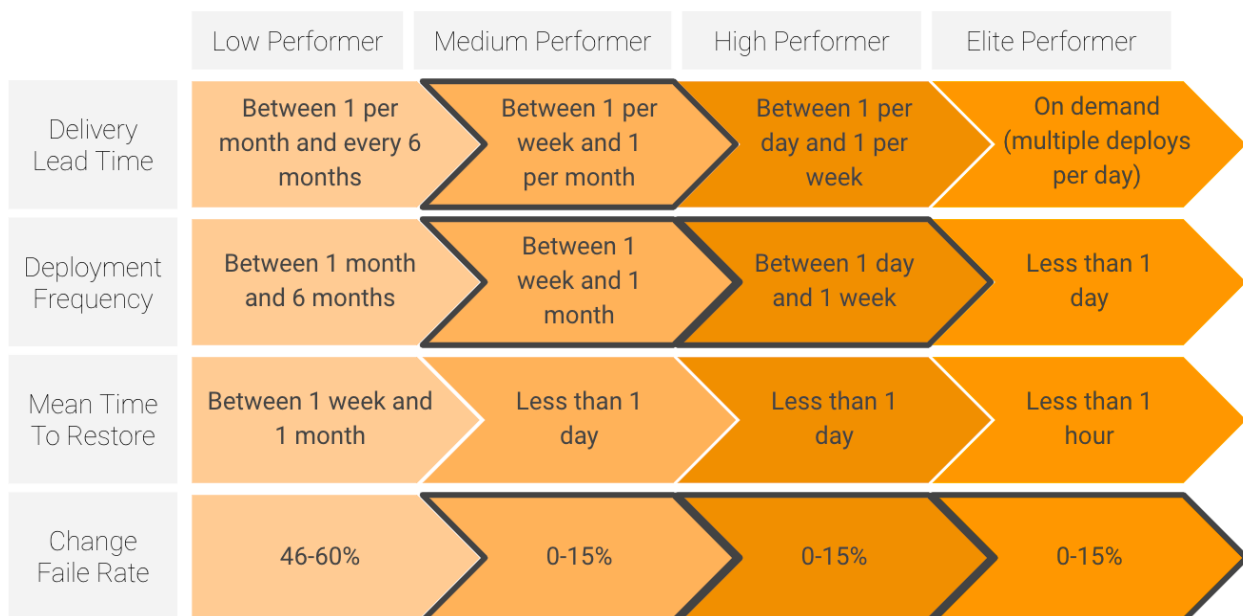 Low Performer
Medium Performer
High Performer
Elite Performer
Delivery
Lead Time
Between 1 per
month and every 6
months
Between 1 per
week and 1
per month
Between 1 per
day and 1 per
week
On demand
(multiple deploys
per day)
Deployment
Frequency
Between 1 month
and 6 months
Between 1
week and 1
month
Between 1 day
and 1 week
Less than 1
day
Mean Time
To Restore
Between 1 week and
1 month
Less than 1
day
Less than 1
day
Less than 1
hour
Change
Faile Rate
46-60%
0-15%
0-15%
0-15%